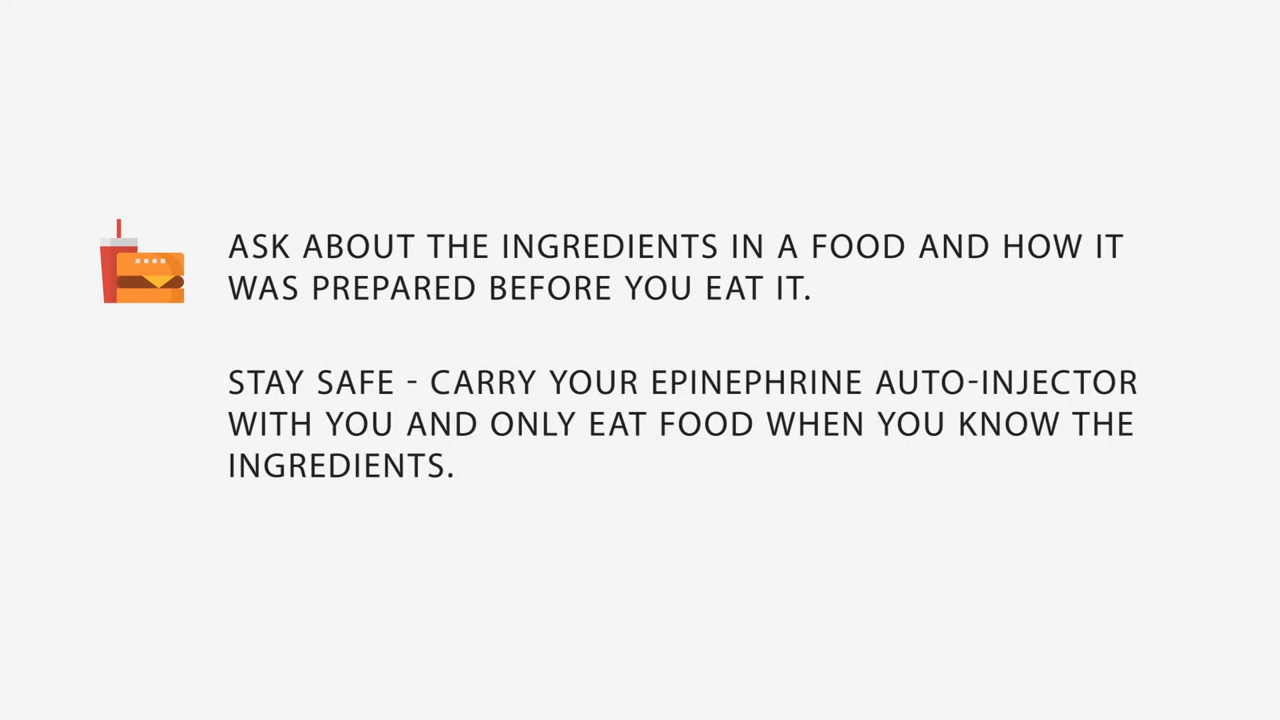 ASK ABOUT THE INGREDIENTS IN A FOOD AND HOW IT
WAS PREPARED BEFORE YOU EAT IT.
STAY SAFE - CARRY YOUR EPINEPHRINE AUTO-INJECTOR
WITH YOU AND ONLY EAT FOOD WHEN YOU KNOW THE
INGREDIENTS.